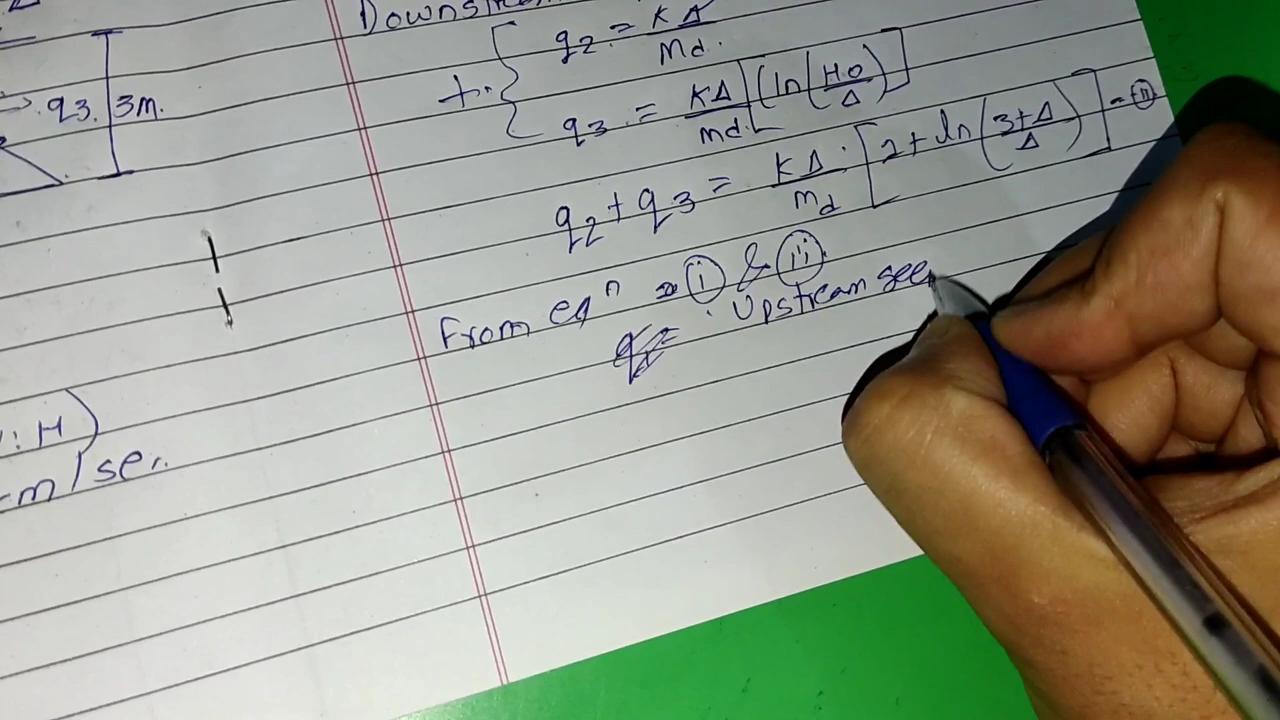 Downstream
q2 = KΔ/md.
+.
q3 = KΔ/md. [ln(H0/Δ)]
q2 + q3 = KΔ/md . [2 + ln(3+Δ/Δ)] - (ii)
From eqn (i) & (ii).
Upstream see
q3. 3m.
: H)
m/se